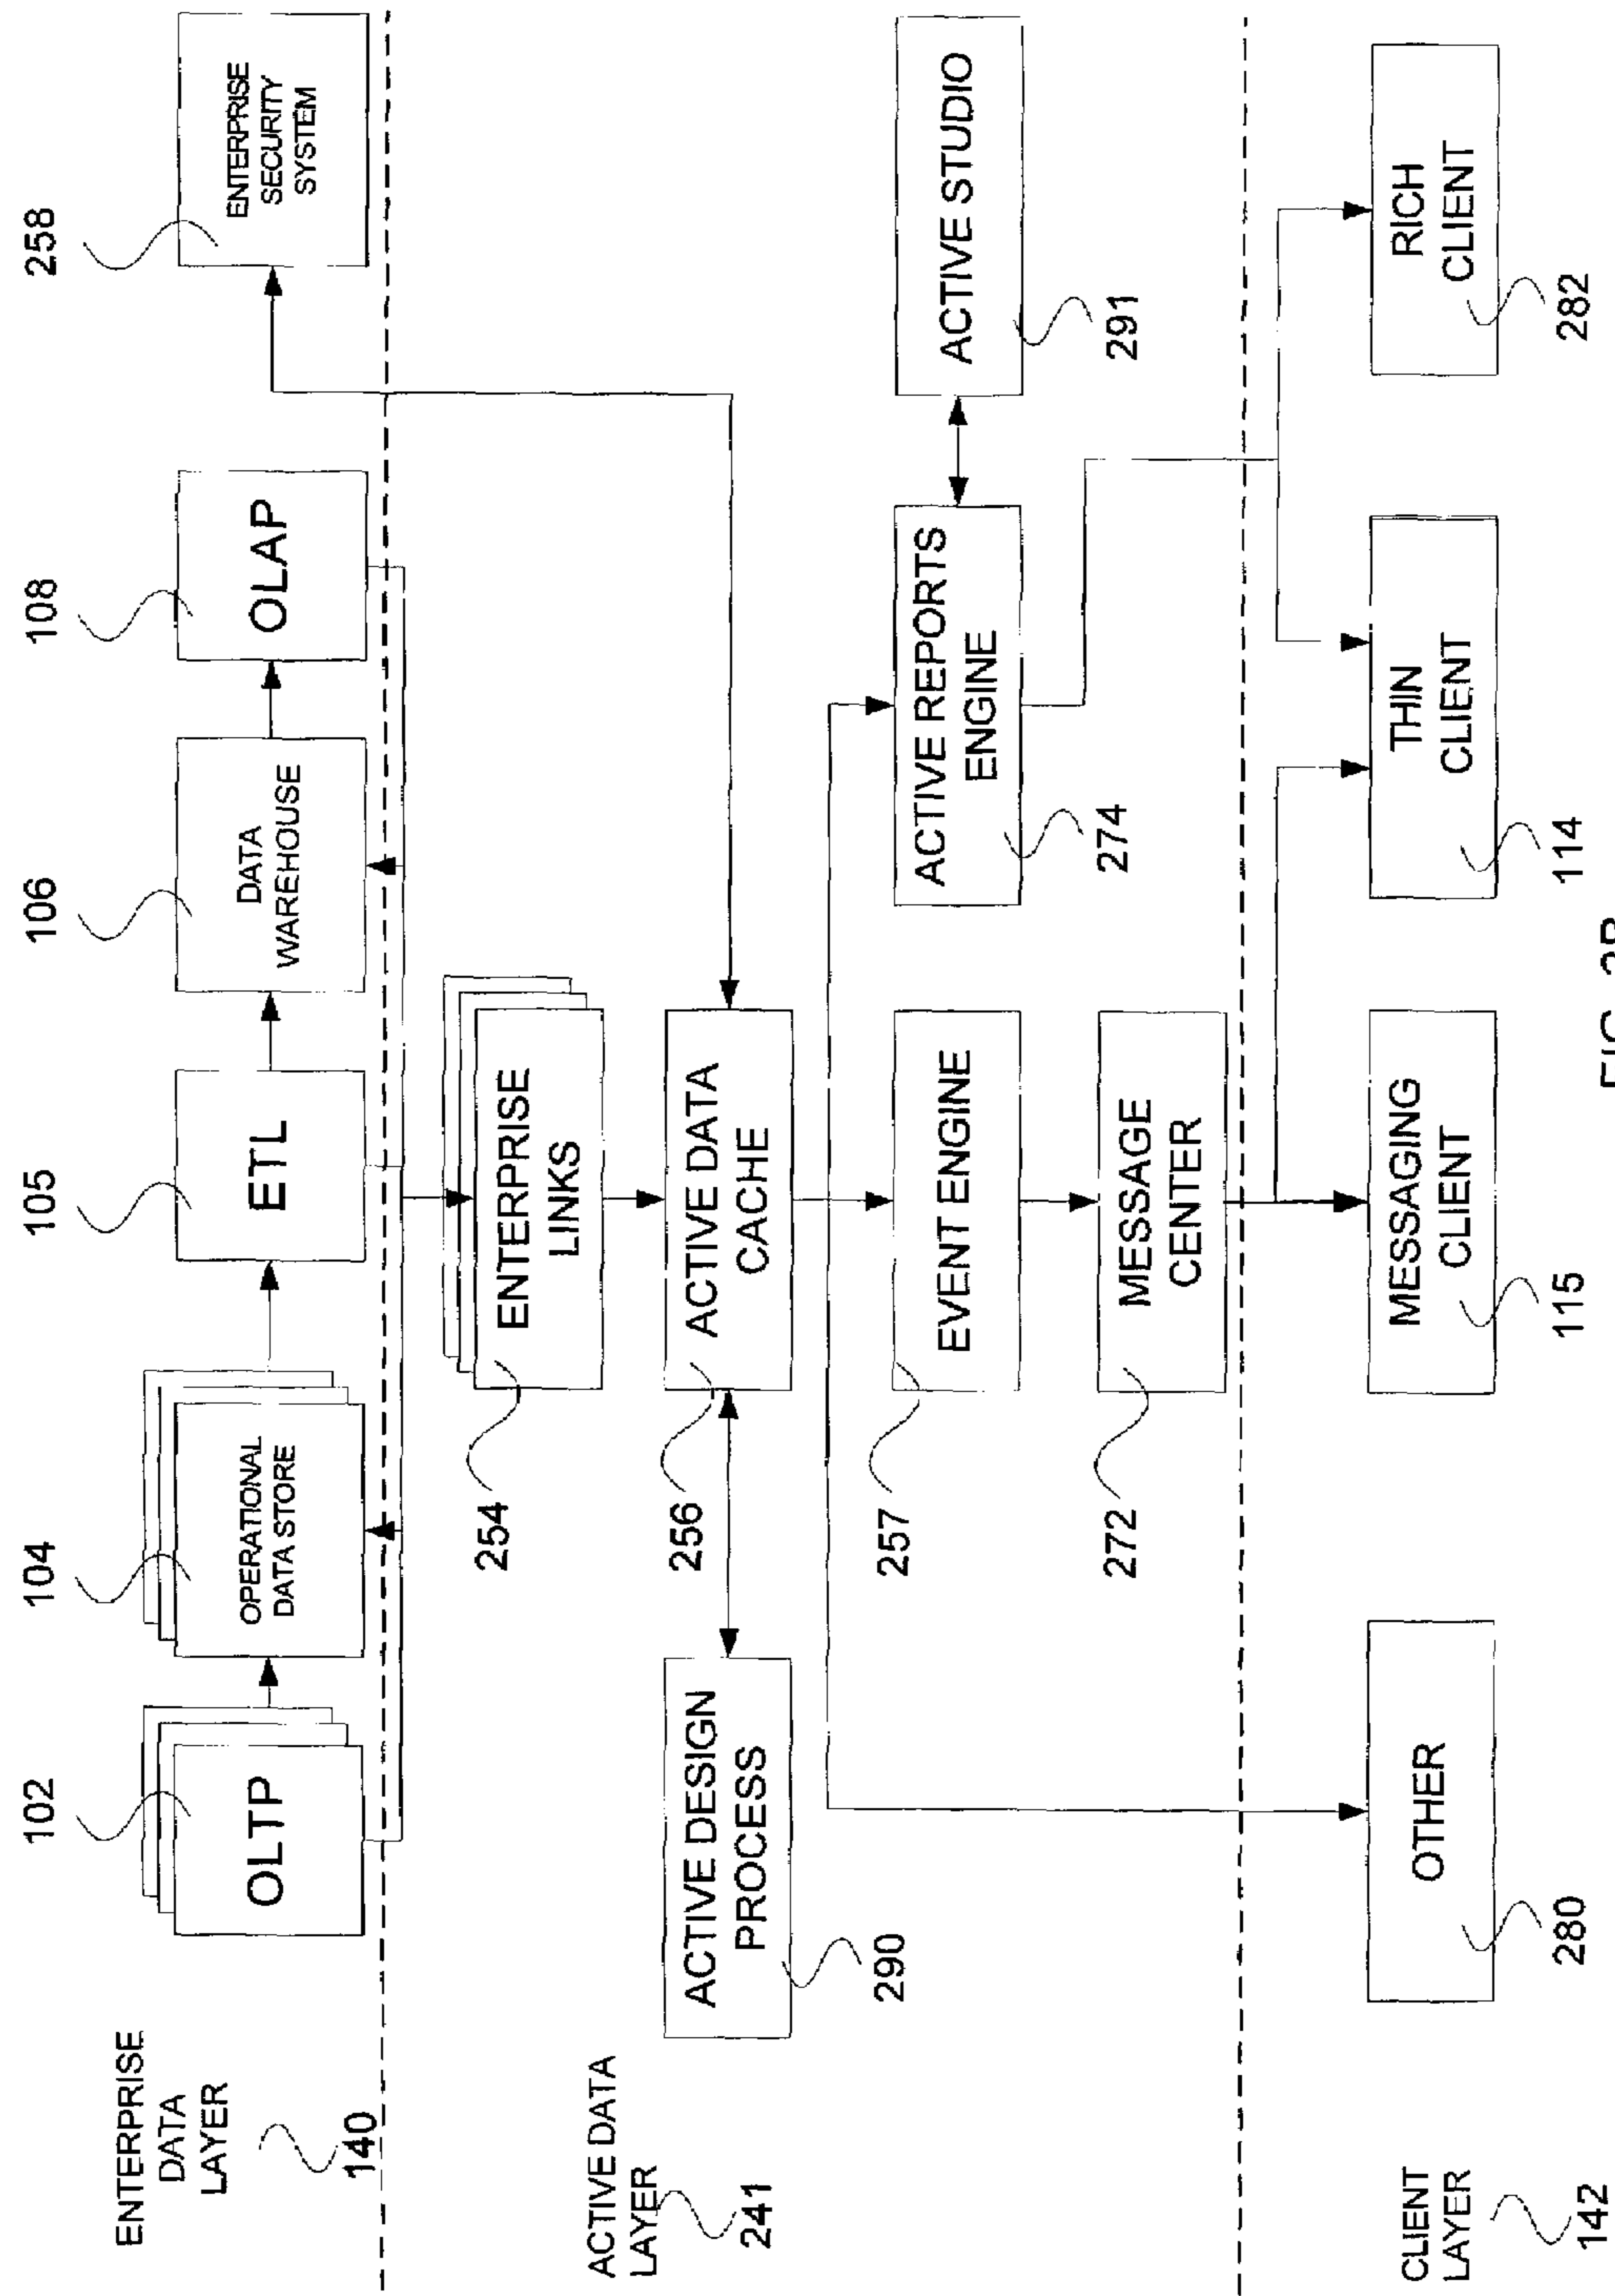 ENTERPRISE
DATA
LAYER
140
102
OLTP
104
OPERATIONAL
DATA STORE
105
ETL
106
DATA
WAREHOUSE
108
OLAP
258
ENTERPRISE
SECURITY
SYSTEM
ACTIVE DATA
LAYER
241
254
ENTERPRISE
LINKS
ACTIVE DESIGN
PROCESS
290
256
ACTIVE DATA
CACHE
257
EVENT ENGINE
ACTIVE REPORTS
ENGINE
274
ACTIVE STUDIO
291
272
MESSAGE
CENTER
CLIENT
LAYER
142
OTHER
280
MESSAGING
CLIENT
115
THIN
CLIENT
114
RICH
CLIENT
282